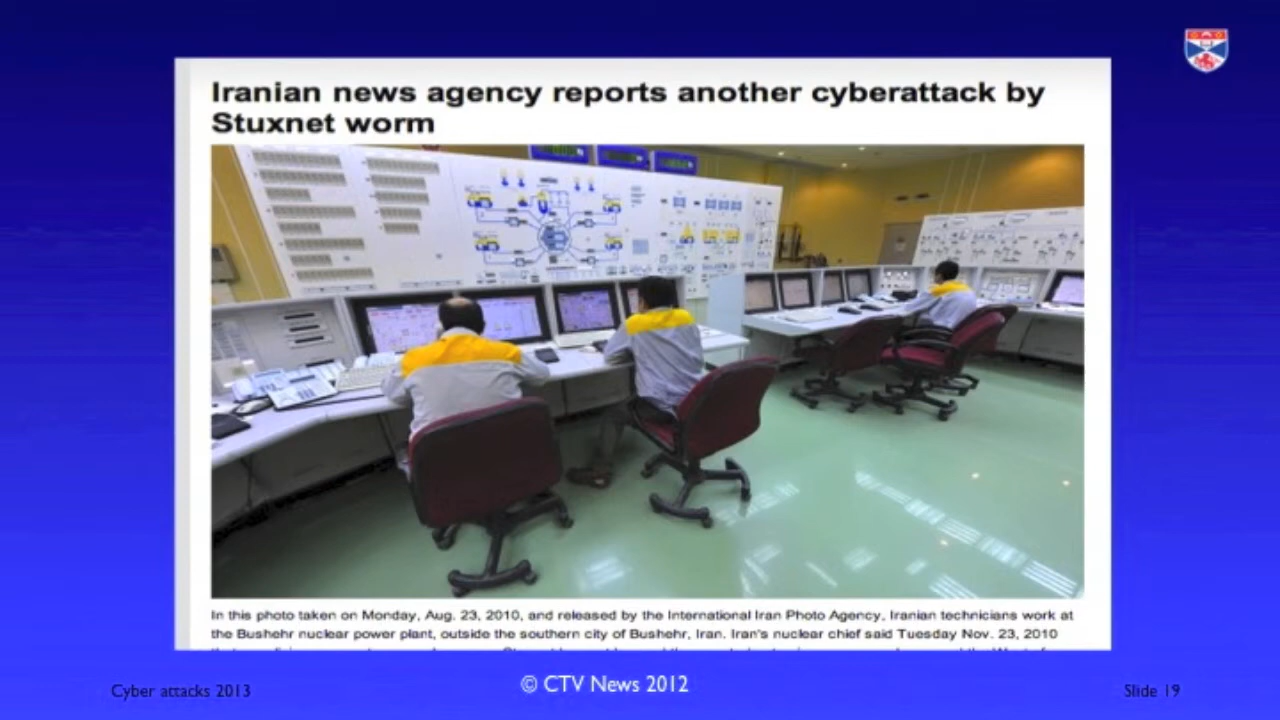 Iranian news agency reports another cyberattack by
Stuxnet worm
In this photo taken on Monday, Aug. 23, 2010, and released by the International Iran Photo Agency, Iranian technicians work at
the Bushehr nuclear power plant, outside the southern city of Bushehr, Iran. Iran's nuclear chief said Tuesday Nov. 23, 2010
© CTV News 2012
Cyber attacks 2013
Slide 19